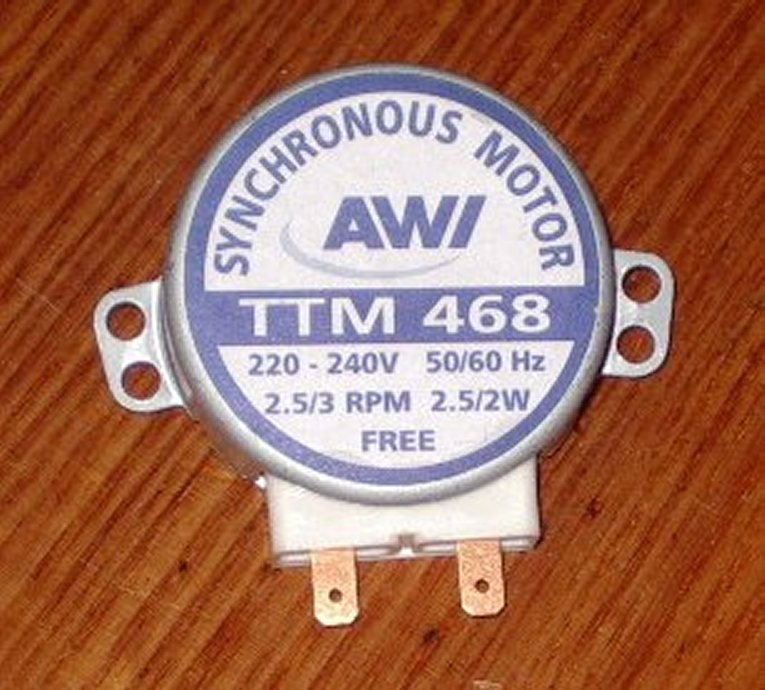 SYNCHRONOUS MOTOR
AWI
TTM 468
220 - 240V 50/60 Hz
2.5/3 RPM 2.5/2W
FREE